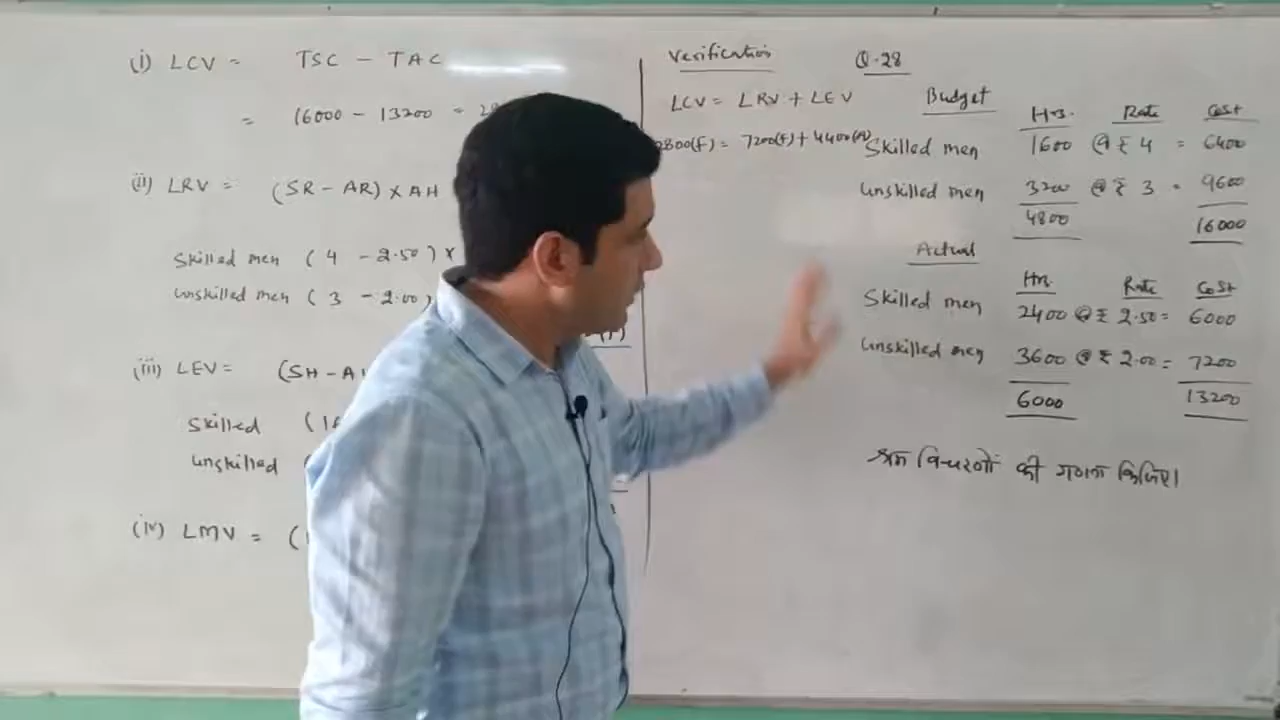 (i) LCV = TSC - TAC
= 16000 - 13200 =
(ii) LRV = (SR - AR) x AH
Skilled men (4 - 2.50) x
Unskilled men (3 - 2.00)
(iii) LEV = (SH -
Skilled (
Unskilled
(iv) LMV = (
Verification
LCV = LRV + LEV
2800(F) = 7200(F) + 4400(A)
Q.28
Budget
Hrs. Rate Cost
Skilled men 1600 @ ₹ 4 = 6400
Unskilled men 3200 @ ₹ 3 = 9600
4800 16000
Actual
Hrs. Rate Cost
Skilled men 2400 @ ₹ 2.50 = 6000
Unskilled men 3600 @ ₹ 2.00 = 7200
6000 13200
श्रम विचरणों की गणना किजिए।